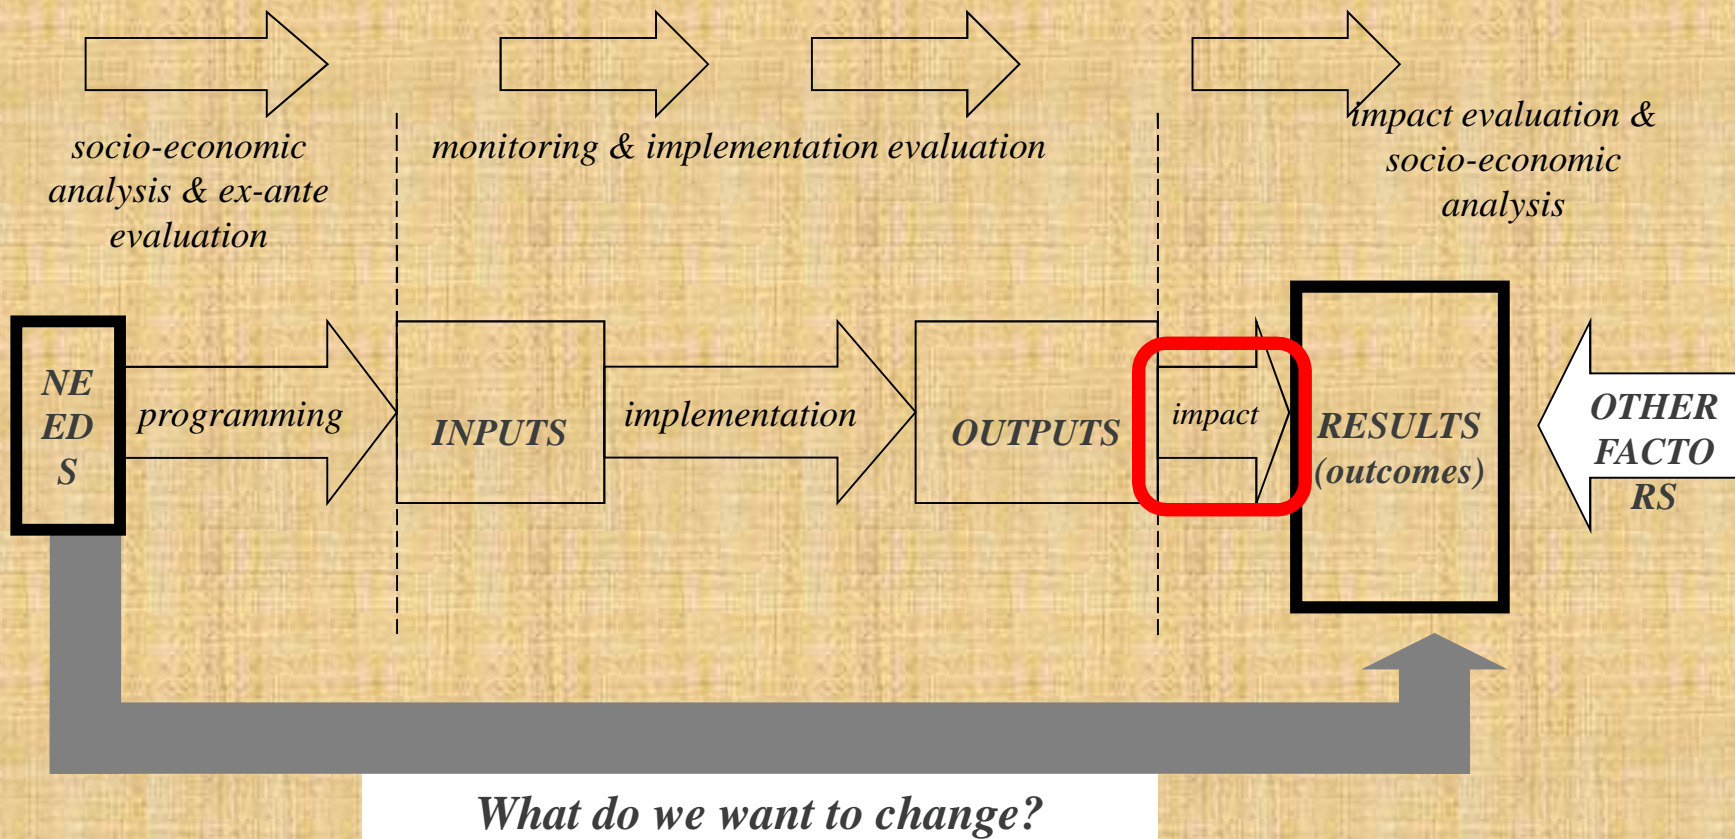 socio-economic
analysis & ex-ante
evaluation
monitoring & implementation evaluation
impact evaluation &
socio-economic
analysis
NE
ED
S
programming
INPUTS
implementation
OUTPUTS
impact
RESULTS
(outcomes)
OTHER
FACTO
RS
What do we want to change?